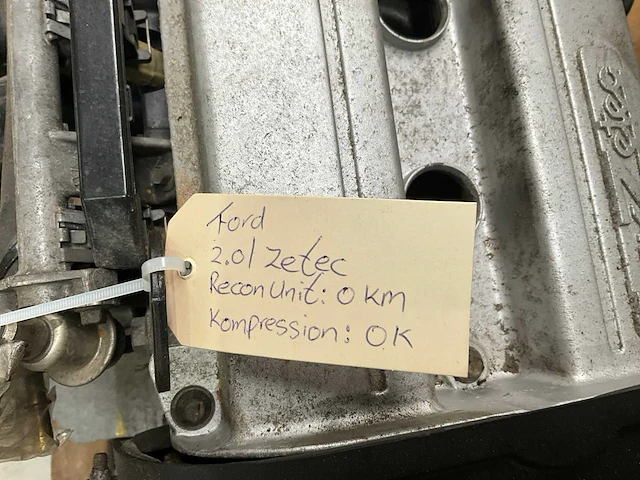 Ford
2.0l Zetec
Recon Unit: 0 km
Kompression: OK
Zetec